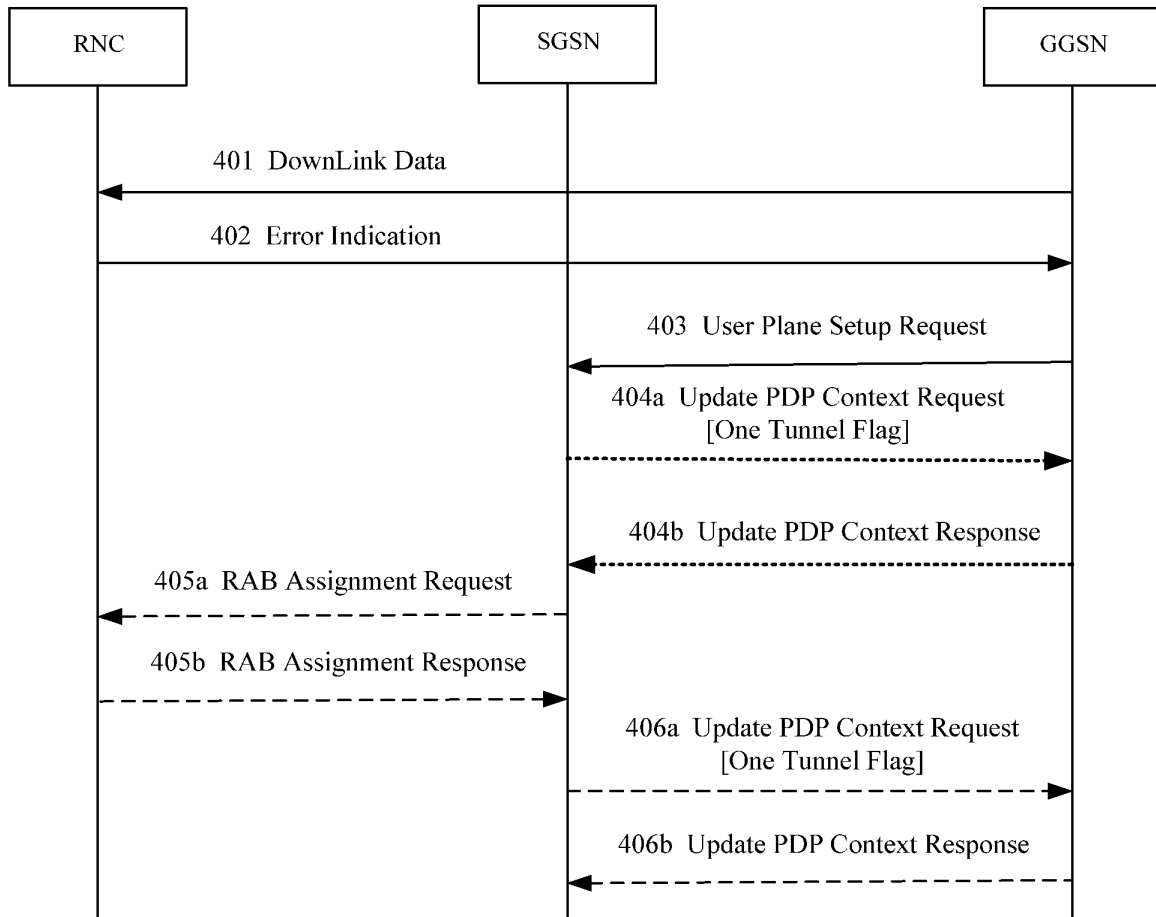 RNC
SGSN
GGSN
401 DownLink Data
402 Error Indication
403 User Plane Setup Request
404a Update PDP Context Request
[One Tunnel Flag]
404b Update PDP Context Response
405a RAB Assignment Request
405b RAB Assignment Response
406a Update PDP Context Request
[One Tunnel Flag]
406b Update PDP Context Response